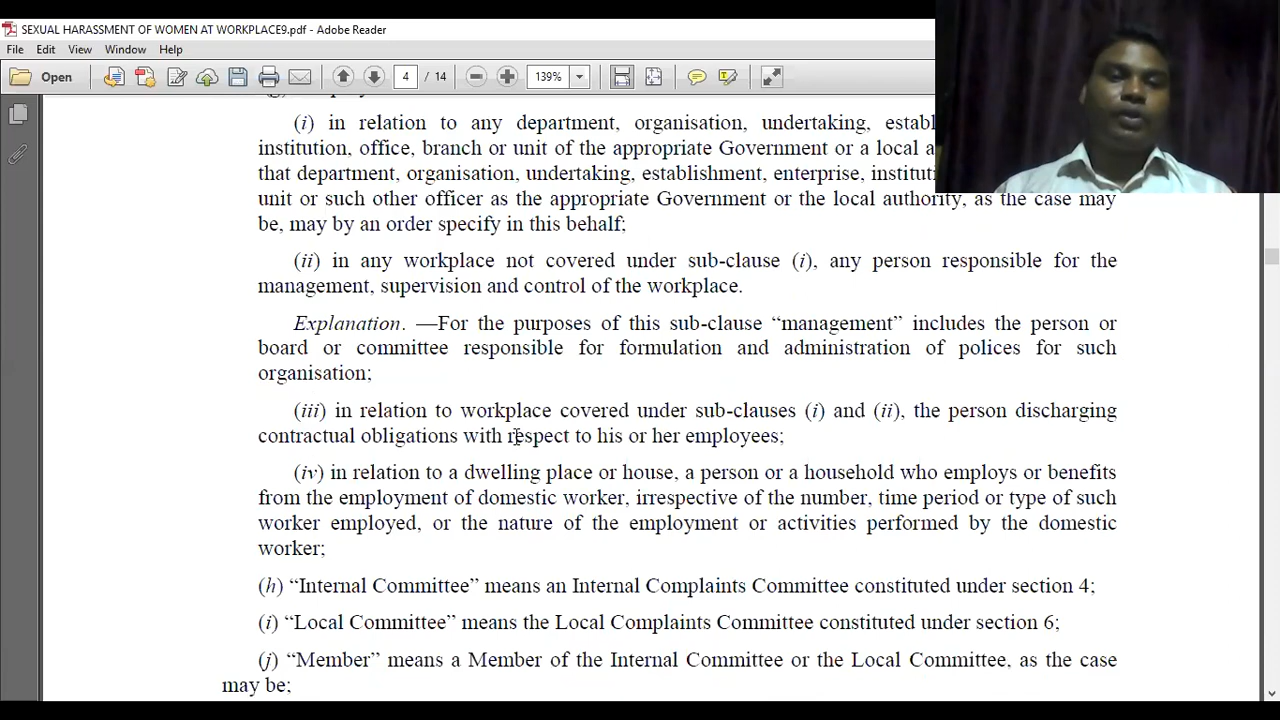 SEXUAL HARASSMENT OF WOMEN AT WORKPLACE9.pdf - Adobe Reader
File Edit View Window Help
Open 4 / 14 139%
(i) in relation to any department, organisation, undertaking,
institution, office, branch or unit of the appropriate Government or a local
that department, organisation, undertaking, establishment, enterprise,
unit or such other officer as the appropriate Government or the local authority, as the case may
be, may by an order specify in this behalf;
(ii) in any workplace not covered under sub-clause (i), any person responsible for the
management, supervision and control of the workplace.
Explanation. —For the purposes of this sub-clause “management” includes the person or
board or committee responsible for formulation and administration of polices for such
organisation;
(iii) in relation to workplace covered under sub-clauses (i) and (ii), the person discharging
contractual obligations with respect to his or her employees;
(iv) in relation to a dwelling place or house, a person or a household who employs or benefits
from the employment of domestic worker, irrespective of the number, time period or type of such
worker employed, or the nature of the employment or activities performed by the domestic
worker;
(h) “Internal Committee” means an Internal Complaints Committee constituted under section 4;
(i) “Local Committee” means the Local Complaints Committee constituted under section 6;
(j) “Member” means a Member of the Internal Committee or the Local Committee, as the case
may be;